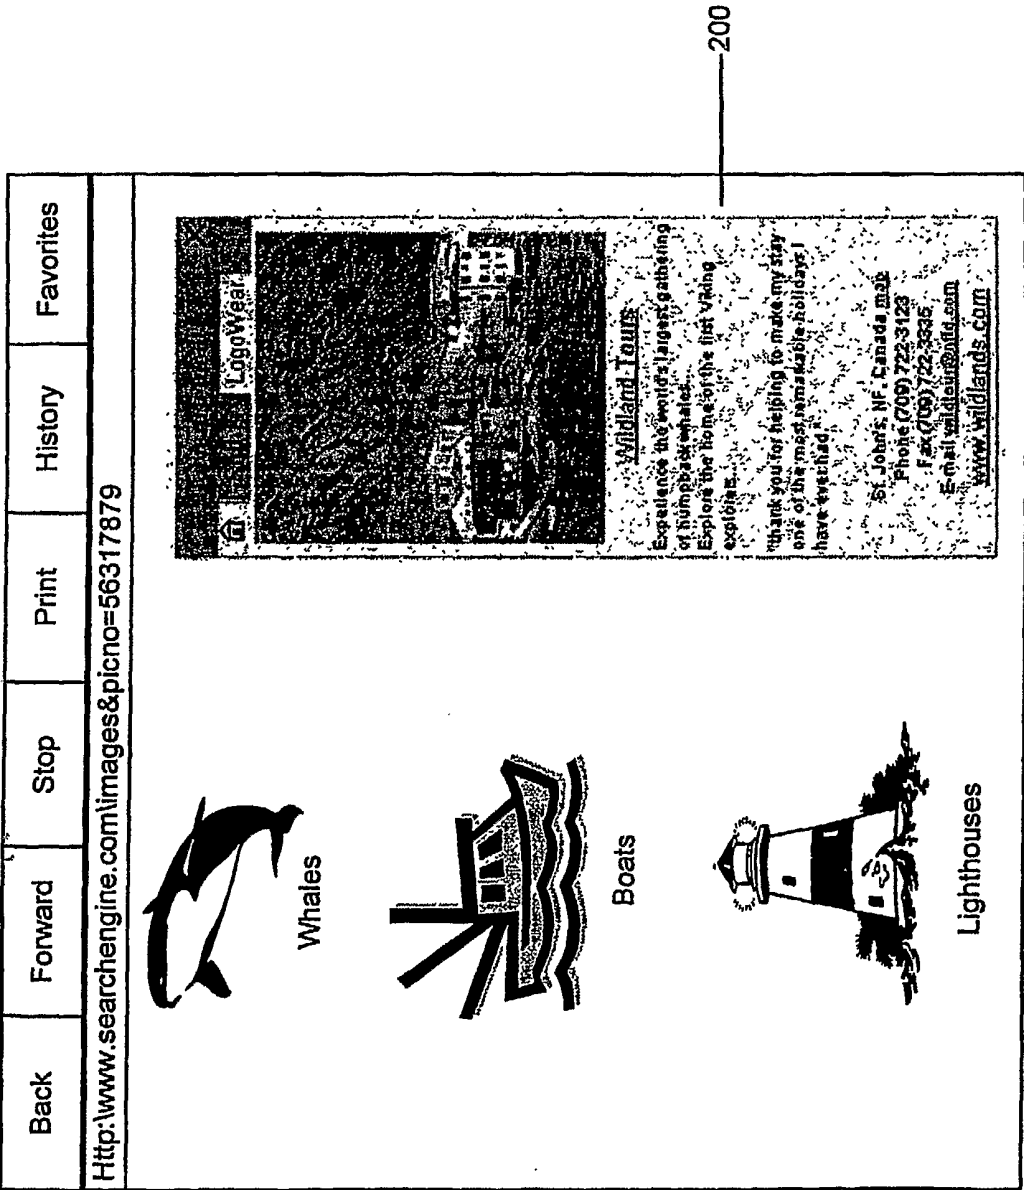 Back Forward Stop Print History Favorites
Http:\www.searchengine.com\images&picno=56317879
Whales
Boats
Lighthouses
LogoWear
Wildland Tours
Experience the world's largest gathering
of humpback whales...
Explore the home of the first Viking
explorers.
"thank you for helping to make my stay
one of the most remarkable holidays I
have ever had."
St. Johns, NF, Canada map
Phone (709) 722-3123
Fax (709) 722-3335
E-mail wildtours@nfld.com
www.wildlands.com
200